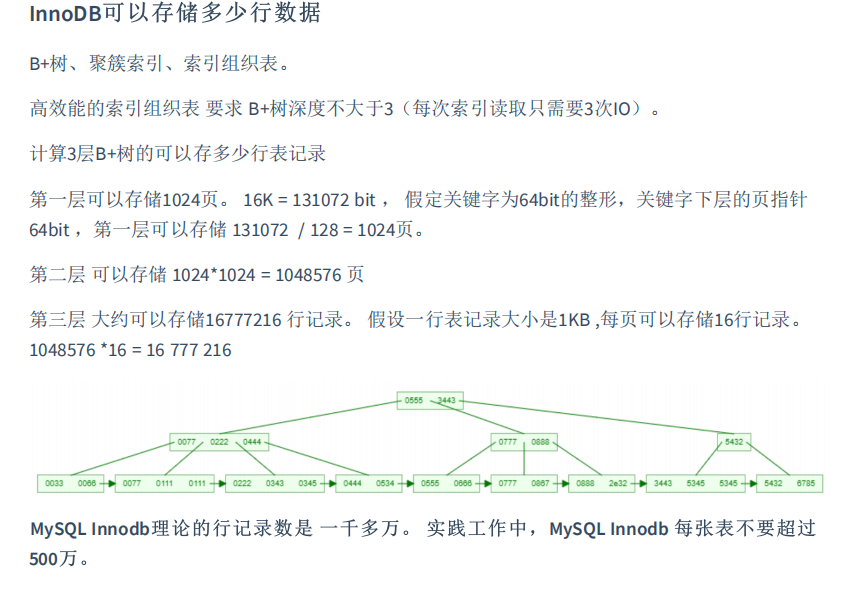 InnoDB可以存储多少行数据
B+树、聚簇索引、索引组织表。
高效能的索引组织表 要求 B+树深度不大于3（每次索引读取只需要3次IO）。
计算3层B+树的可以存多少行表记录
第一层可以存储1024页。 16K = 131072 bit ， 假定关键字为64bit的整形，关键字下层的页指针
64bit ，第一层可以存储 131072 / 128 = 1024页。
第二层 可以存储 1024*1024 = 1048576 页
第三层 大约可以存储16777216 行记录。 假设一行表记录大小是1KB ,每页可以存储16行记录。
1048576 *16 = 16 777 216
0555 3443
0077 0222 0444 0777 0888 5432
0033 0066 0077 0111 0111 0222 0343 0345 0444 0534 0555 0666 0777 0867 0888 2e32 3443 5345 5345 5432 6785
MySQL Innodb理论的行记录数是 一千多万。 实践工作中，MySQL Innodb 每张表不要超过
500万。